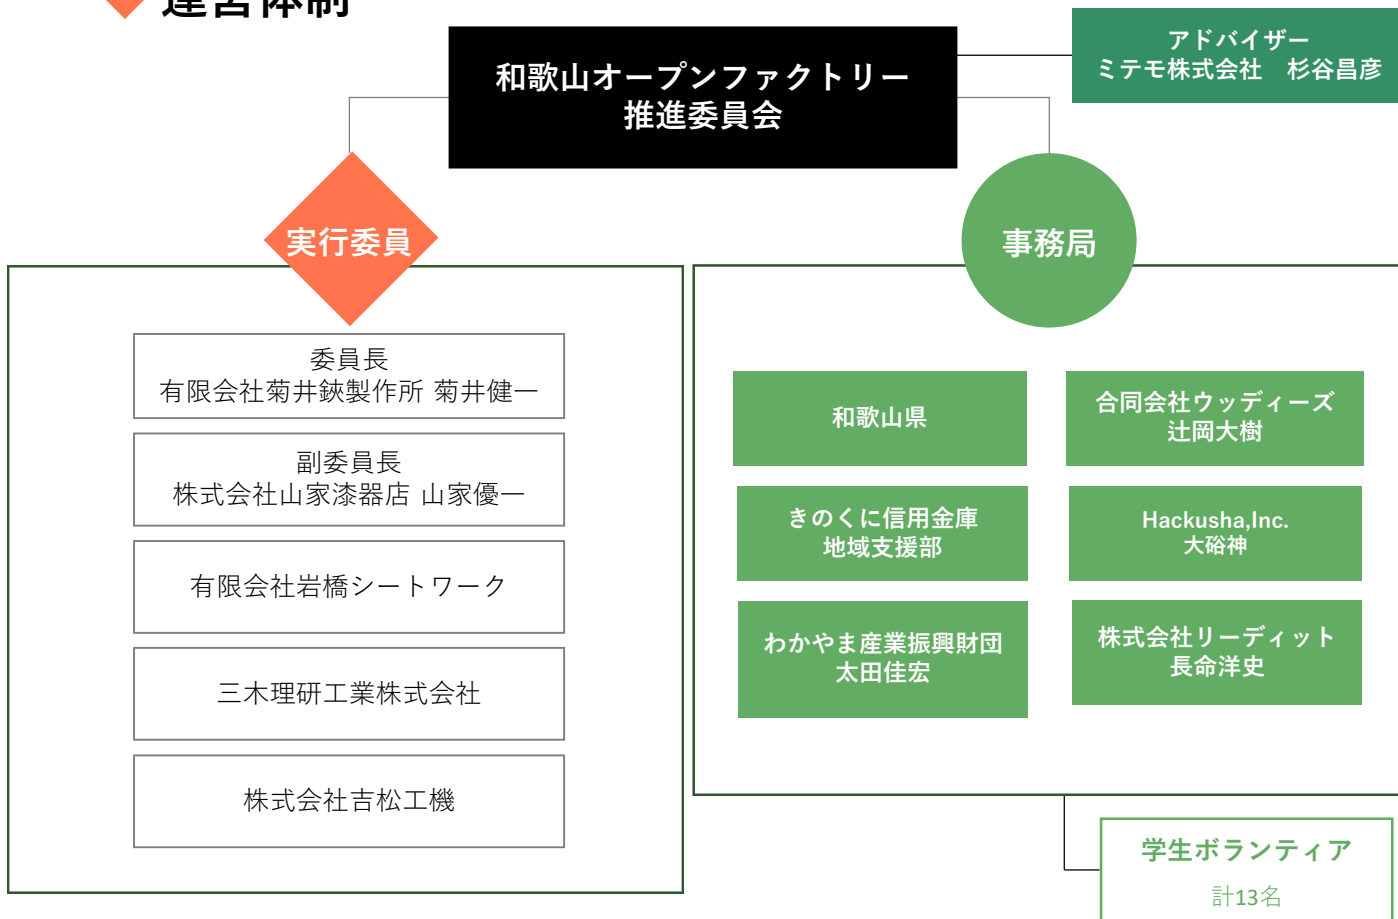 運営体制
和歌山オープンファクトリー
推進委員会
アドバイザー
ミテモ株式会社　杉谷昌彦
実行委員
委員長
有限会社菊井鋏製作所 菊井健一
副委員長
株式会社山家漆器店 山家優一
有限会社岩橋シートワーク
三木理研工業株式会社
株式会社吉松工機
事務局
和歌山県
合同会社ウッディーズ
辻岡大樹
きのくに信用金庫
地域支援部
Hackusha,Inc.
大硲神
わかやま産業振興財団
太田佳宏
株式会社リーディット
長命洋史
学生ボランティア
計13名